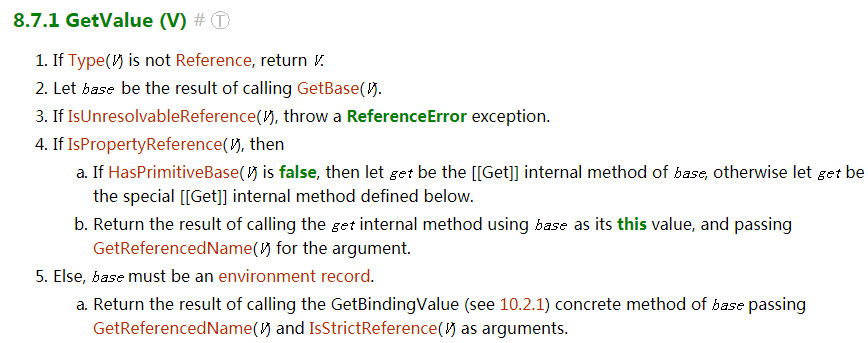 8.7.1 GetValue (V) # Ⓣ
1. If Type(V) is not Reference, return V.
2. Let base be the result of calling GetBase(V).
3. If IsUnresolvableReference(V), throw a ReferenceError exception.
4. If IsPropertyReference(V), then
a. If HasPrimitiveBase(V) is false, then let get be the [[Get]] internal method of base, otherwise let get be
the special [[Get]] internal method defined below.
b. Return the result of calling the get internal method using base as its this value, and passing
GetReferencedName(V) for the argument.
5. Else, base must be an environment record.
a. Return the result of calling the GetBindingValue (see 10.2.1) concrete method of base passing
GetReferencedName(V) and IsStrictReference(V) as arguments.